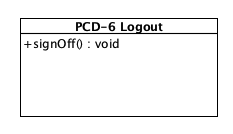 PCD-6 Logout
+signOff() : void